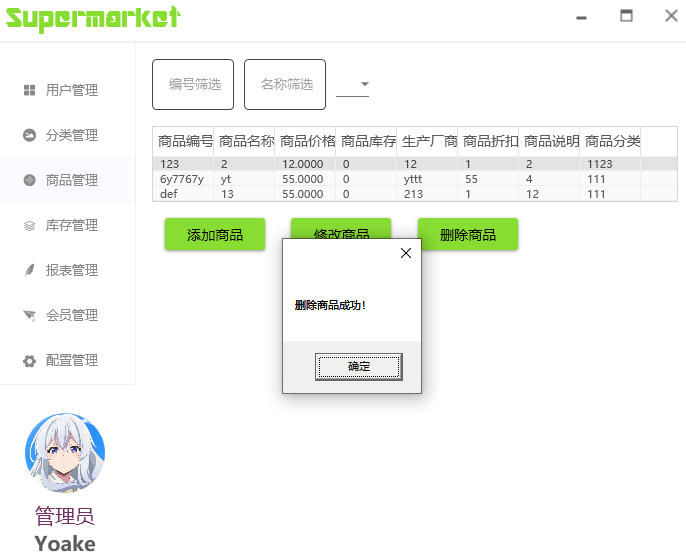 Supermarket
用户管理
分类管理
商品管理
库存管理
报表管理
会员管理
配置管理
管理员
Yoake
编号筛选 名称筛选
商品编号 商品名称 商品价格 商品库存 生产厂商 商品折扣 商品说明 商品分类
123 2 12.0000 0 12 1 2 1123
6y7767y yt 55.0000 0 yttt 55 4 111
def 13 55.0000 0 213 1 12 111
添加商品 修改商品 删除商品
删除商品成功!
确定